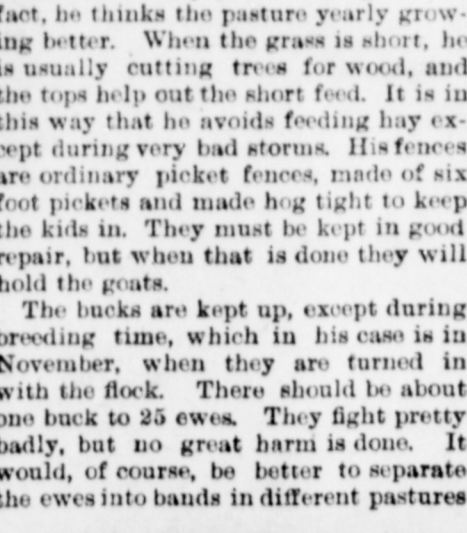 fact, he thinks the pasture yearly grow-
ing better. When the grass is short, he
is usually cutting trees for wood, and
the tops help out the short feed. It is in
this way that he avoids feeding hay ex-
cept during very bad storms. His fences
are ordinary picket fences, made of six
foot pickets and made hog tight to keep
the kids in. They must be kept in good
repair, but when that is done they will
hold the goats.
The bucks are kept up, except during
breeding time, which in his case is in
November, when they are turned in
with the flock. There should be about
one buck to 25 ewes. They fight pretty
badly, but no great harm is done. It
would, of course, be better to separate
the ewes into bands in different pastures